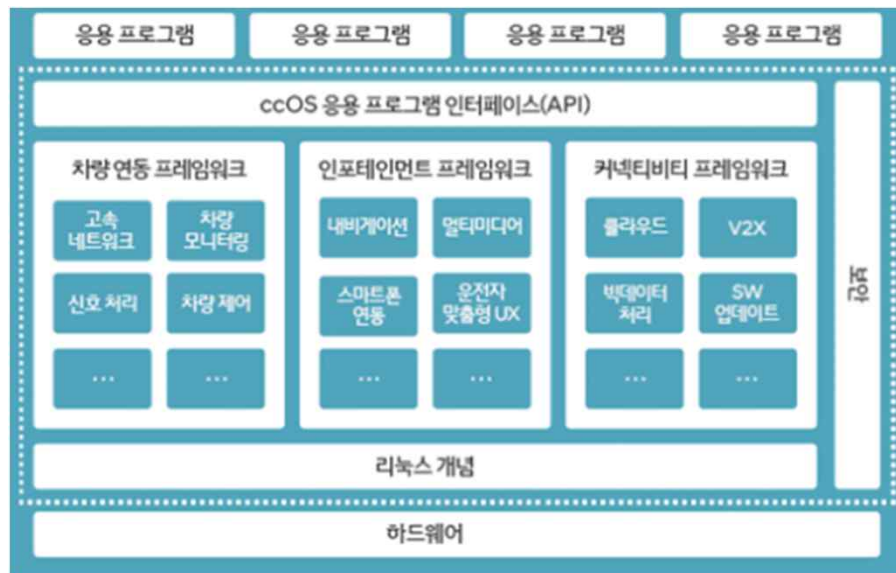 응용 프로그램
응용 프로그램
응용 프로그램
응용 프로그램
ccOS 응용 프로그램 인터페이스(API)
차량 연동 프레임워크
고속
네트워크
차량
모니터링
신호 처리
차량 제어
...
...
인포테인먼트 프레임워크
내비게이션
멀티미디어
스마트폰
연동
운전자
맞춤형 UX
...
...
커넥티비티 프레임워크
클라우드
V2X
빅데이터
처리
SW
업데이트
...
...
보안
리눅스 개념
하드웨어